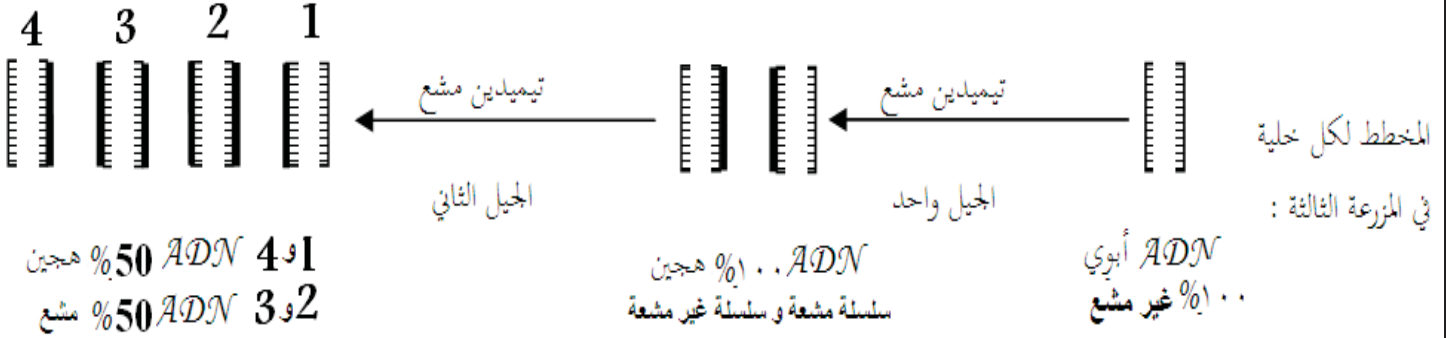 4 3 2 1
المخطط لكل خلية
في المزرعة الثالثة :
ADN أبوي
١٠٠% غير مشع
تيميدين مشع
الجيل واحد
ADN ١٠٠% هجين
سلسلة مشعة و سلسلة غير مشعة
تيميدين مشع
الجيل الثاني
1و4 ADN 50% هجين
2و3 ADN 50% مشع